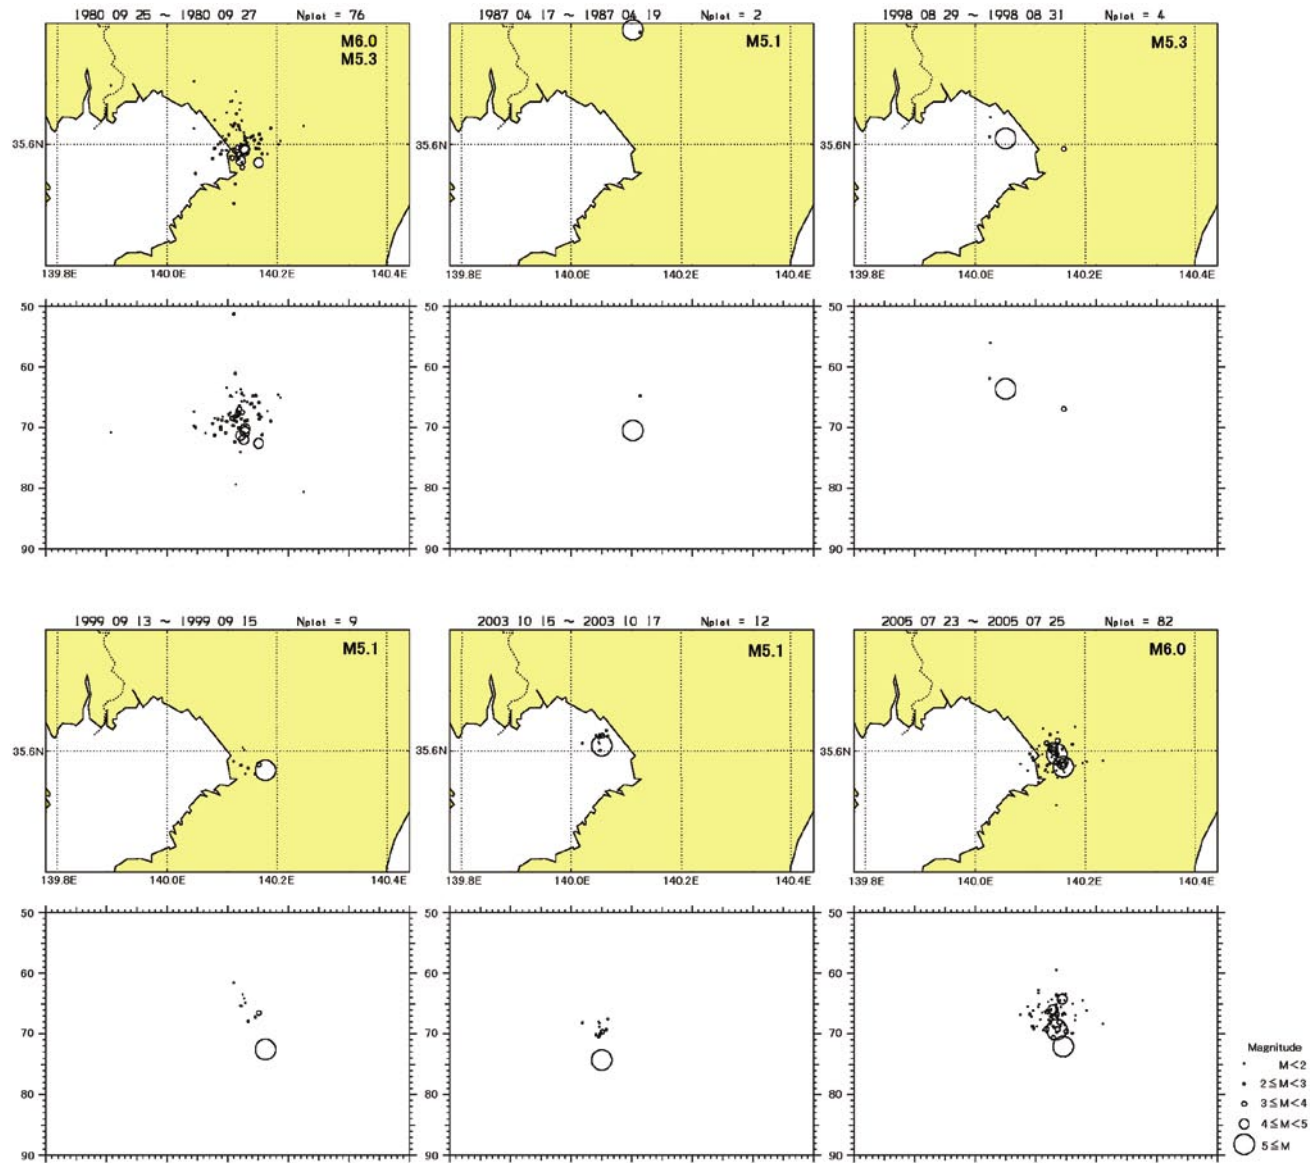 1980 09 25 ~ 1980 09 27 Nplot = 76
M6.0
M5.3
35.6N
139.8E 140.0E 140.2E 140.4E
50
60
70
80
90
1987 04 17 ~ 1987 04 19 Nplot = 2
M5.1
139.8E 140.0E 140.2E 140.4E
50
60
70
80
90
1998 08 29 ~ 1998 08 31 Nplot = 4
M5.3
35.6N
139.8E 140.0E 140.2E 140.4E
50
60
70
80
90
1999 09 13 ~ 1999 09 15 Nplot = 9
M5.1
35.6N
139.8E 140.0E 140.2E 140.4E
50
60
70
80
90
2003 10 15 ~ 2003 10 17 Nplot = 12
M5.1
139.8E 140.0E 140.2E 140.4E
50
60
70
80
90
2005 07 23 ~ 2005 07 25 Nplot = 82
M6.0
35.6N
139.8E 140.0E 140.2E 140.4E
50
60
70
80
90
Magnitude
M<2
2≦M<3
3≦M<4
4≦M<5
5≦M